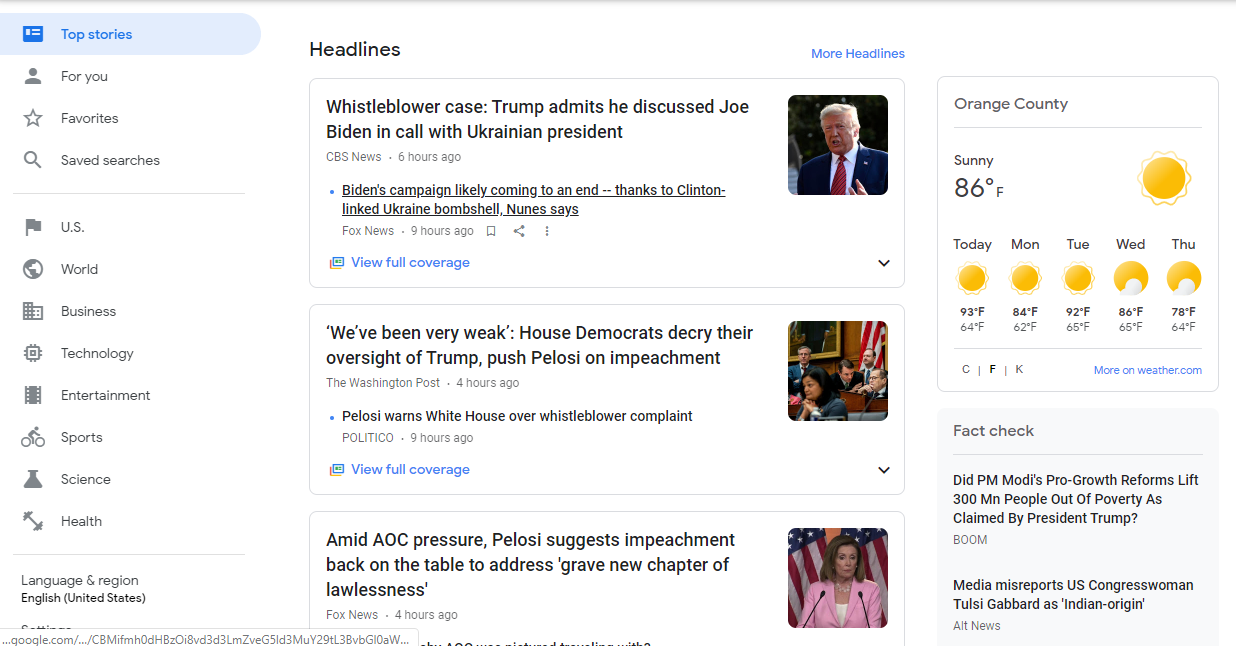 Top stories
For you
Favorites
Saved searches
U.S.
World
Business
Technology
Entertainment
Sports
Science
Health
Language & region
English (United States)
Settings
...google.com/.../CBMifmh0dHBzOi8vd3d3LmZveG5ld3MuY29tL3BvbGl0aW...
Headlines
More Headlines
Whistleblower case: Trump admits he discussed Joe
Biden in call with Ukrainian president
CBS News · 6 hours ago
Biden's campaign likely coming to an end -- thanks to Clinton-
linked Ukraine bombshell, Nunes says
Fox News · 9 hours ago
View full coverage
‘We’ve been very weak’: House Democrats decry their
oversight of Trump, push Pelosi on impeachment
The Washington Post · 4 hours ago
Pelosi warns White House over whistleblower complaint
POLITICO · 9 hours ago
View full coverage
Amid AOC pressure, Pelosi suggests impeachment
back on the table to address 'grave new chapter of
lawlessness'
Fox News · 4 hours ago
AOC was pictured traveling with?
Orange County
Sunny
86°F
Today Mon Tue Wed Thu
93°F 84°F 92°F 86°F 78°F
64°F 62°F 65°F 65°F 64°F
C | F | K
More on weather.com
Fact check
Did PM Modi's Pro-Growth Reforms Lift
300 Mn People Out Of Poverty As
Claimed By President Trump?
BOOM
Media misreports US Congresswoman
Tulsi Gabbard as 'Indian-origin'
Alt News